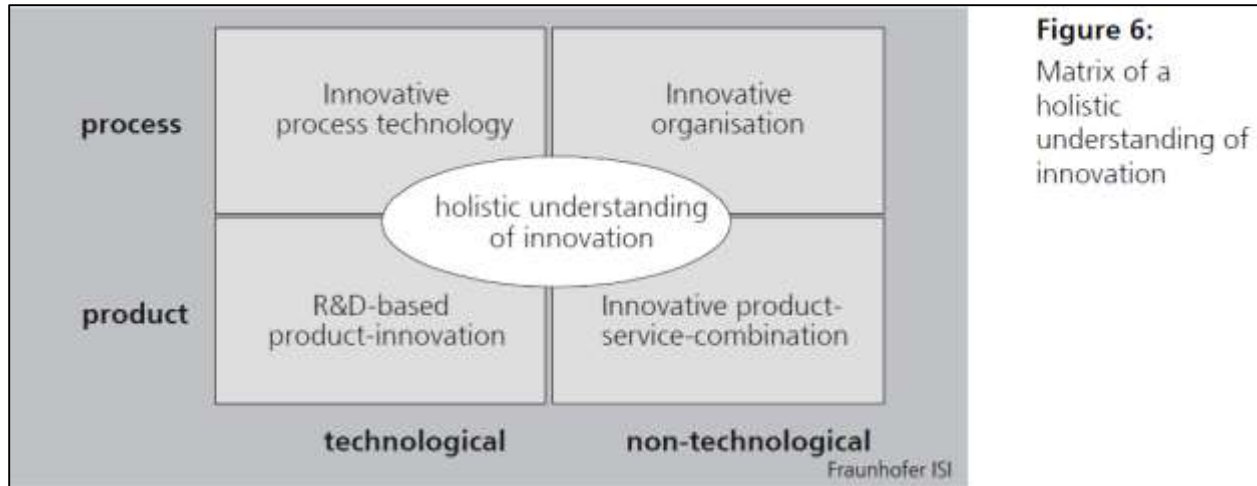 Figure 6:
Matrix of a
holistic
understanding of
innovation
process
Innovative
process technology
Innovative
organisation
holistic understanding
of innovation
product
R&D-based
product-innovation
Innovative product-
service-combination
technological
non-technological
Fraunhofer ISI